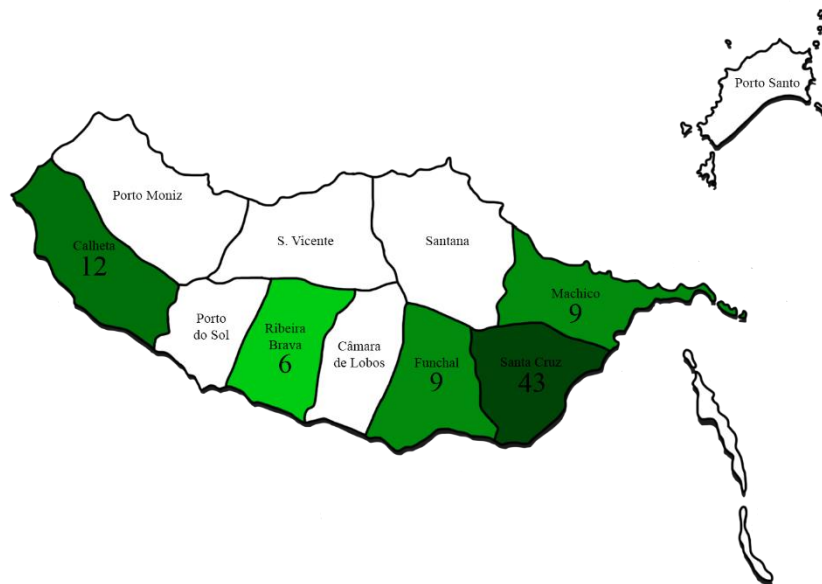 Porto Santo
Porto Moniz
S. Vicente
Santana
Calheta
12
Machico
9
Porto
do Sol
Ribeira
Brava
6
Câmara
de Lobos
Funchal
9
Santa Cruz
43